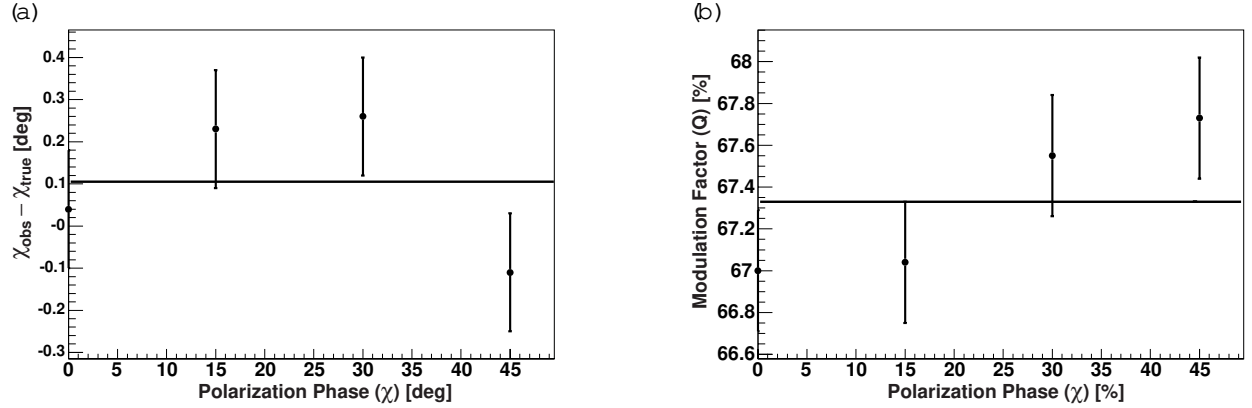 (a)
χobs − χtrue [deg]
0.4
0.3
0.2
0.1
-0
-0.1
-0.2
-0.3
0 5 10 15 20 25 30 35 40 45
Polarization Phase (χ) [deg]
(b)
Modulation Factor (Q) [%]
68
67.8
67.6
67.4
67.2
67
66.8
66.6
0 5 10 15 20 25 30 35 40 45
Polarization Phase (χ) [%]